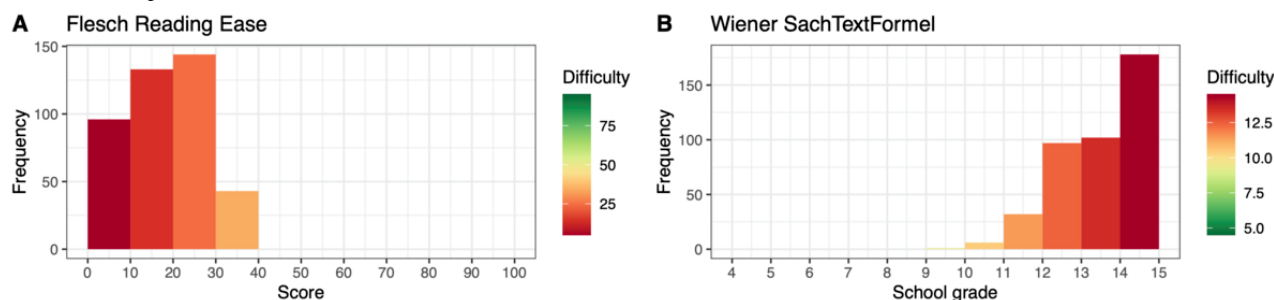 A Flesch Reading Ease
150
100
50
0
Frequency
0 10 20 30 40 50 60 70 80 90 100
Score
Difficulty
75
50
25
B Wiener SachTextFormel
150
100
50
0
Frequency
4 5 6 7 8 9 10 11 12 13 14 15
School grade
Difficulty
12.5
10.0
7.5
5.0